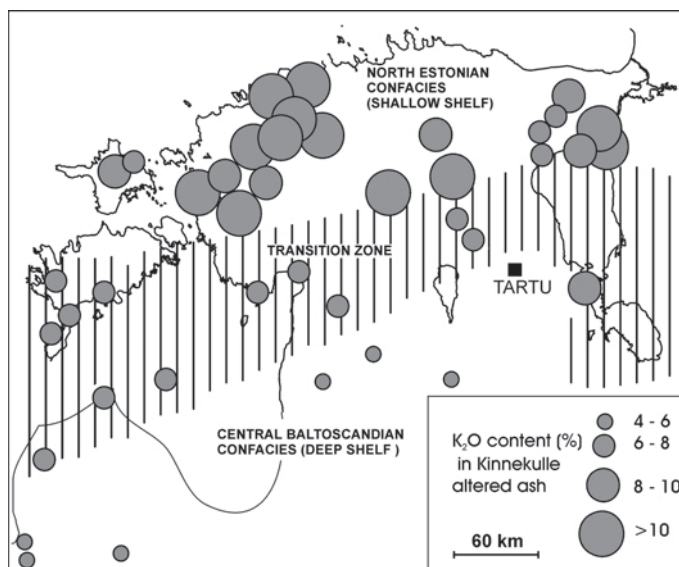 NORTH ESTONIAN
CONFACIES
(SHALLOW SHELF)
TRANSITION ZONE
TARTU
CENTRAL BALTOSCANDIAN
CONFACIES (DEEP SHELF )
K₂O content (%)
in Kinnekulle
altered ash
4 - 6
6 - 8
8 - 10
>10
60 km